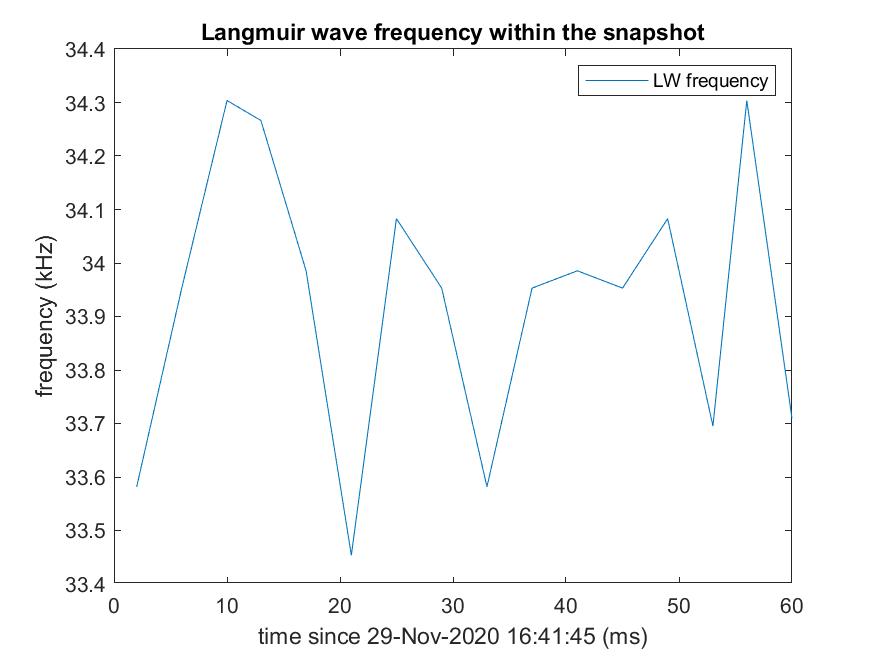 Langmuir wave frequency within the snapshot
LW frequency
34.4
34.3
34.2
34.1
34
33.9
33.8
33.7
33.6
33.5
33.4
frequency (kHz)
0 10 20 30 40 50 60
time since 29-Nov-2020 16:41:45 (ms)